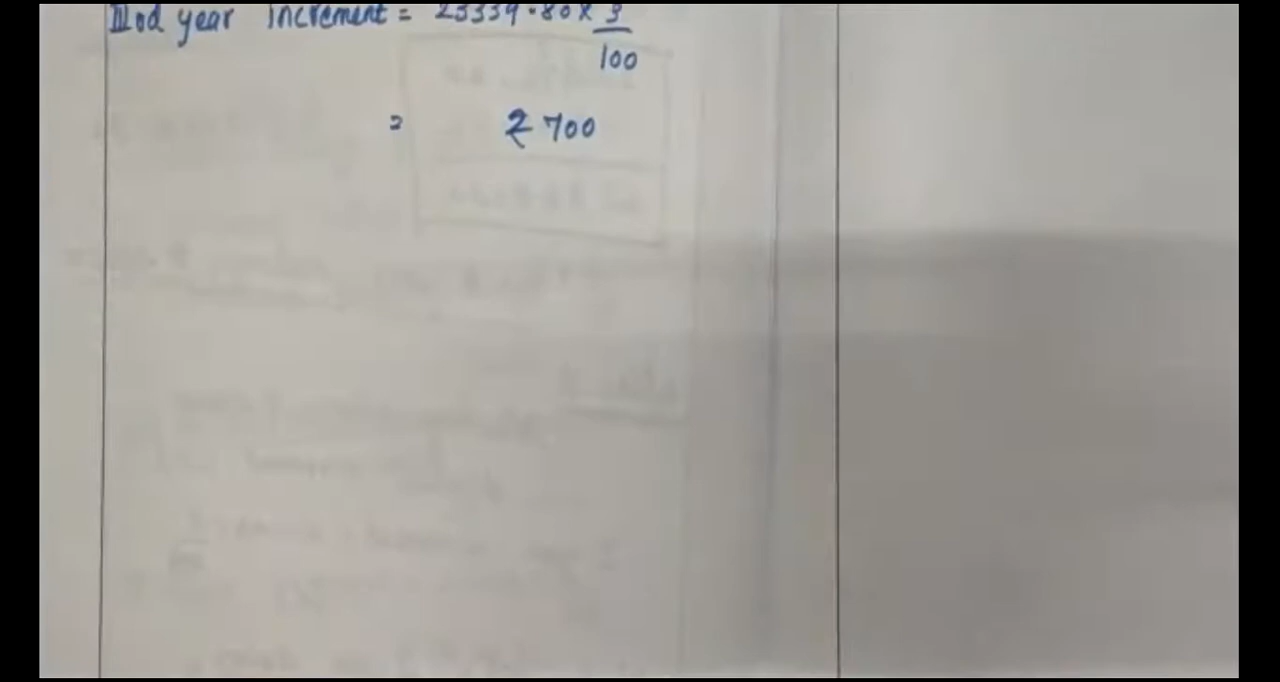 IInd year increment = 23339.80 x 3/100
= ₹ 700